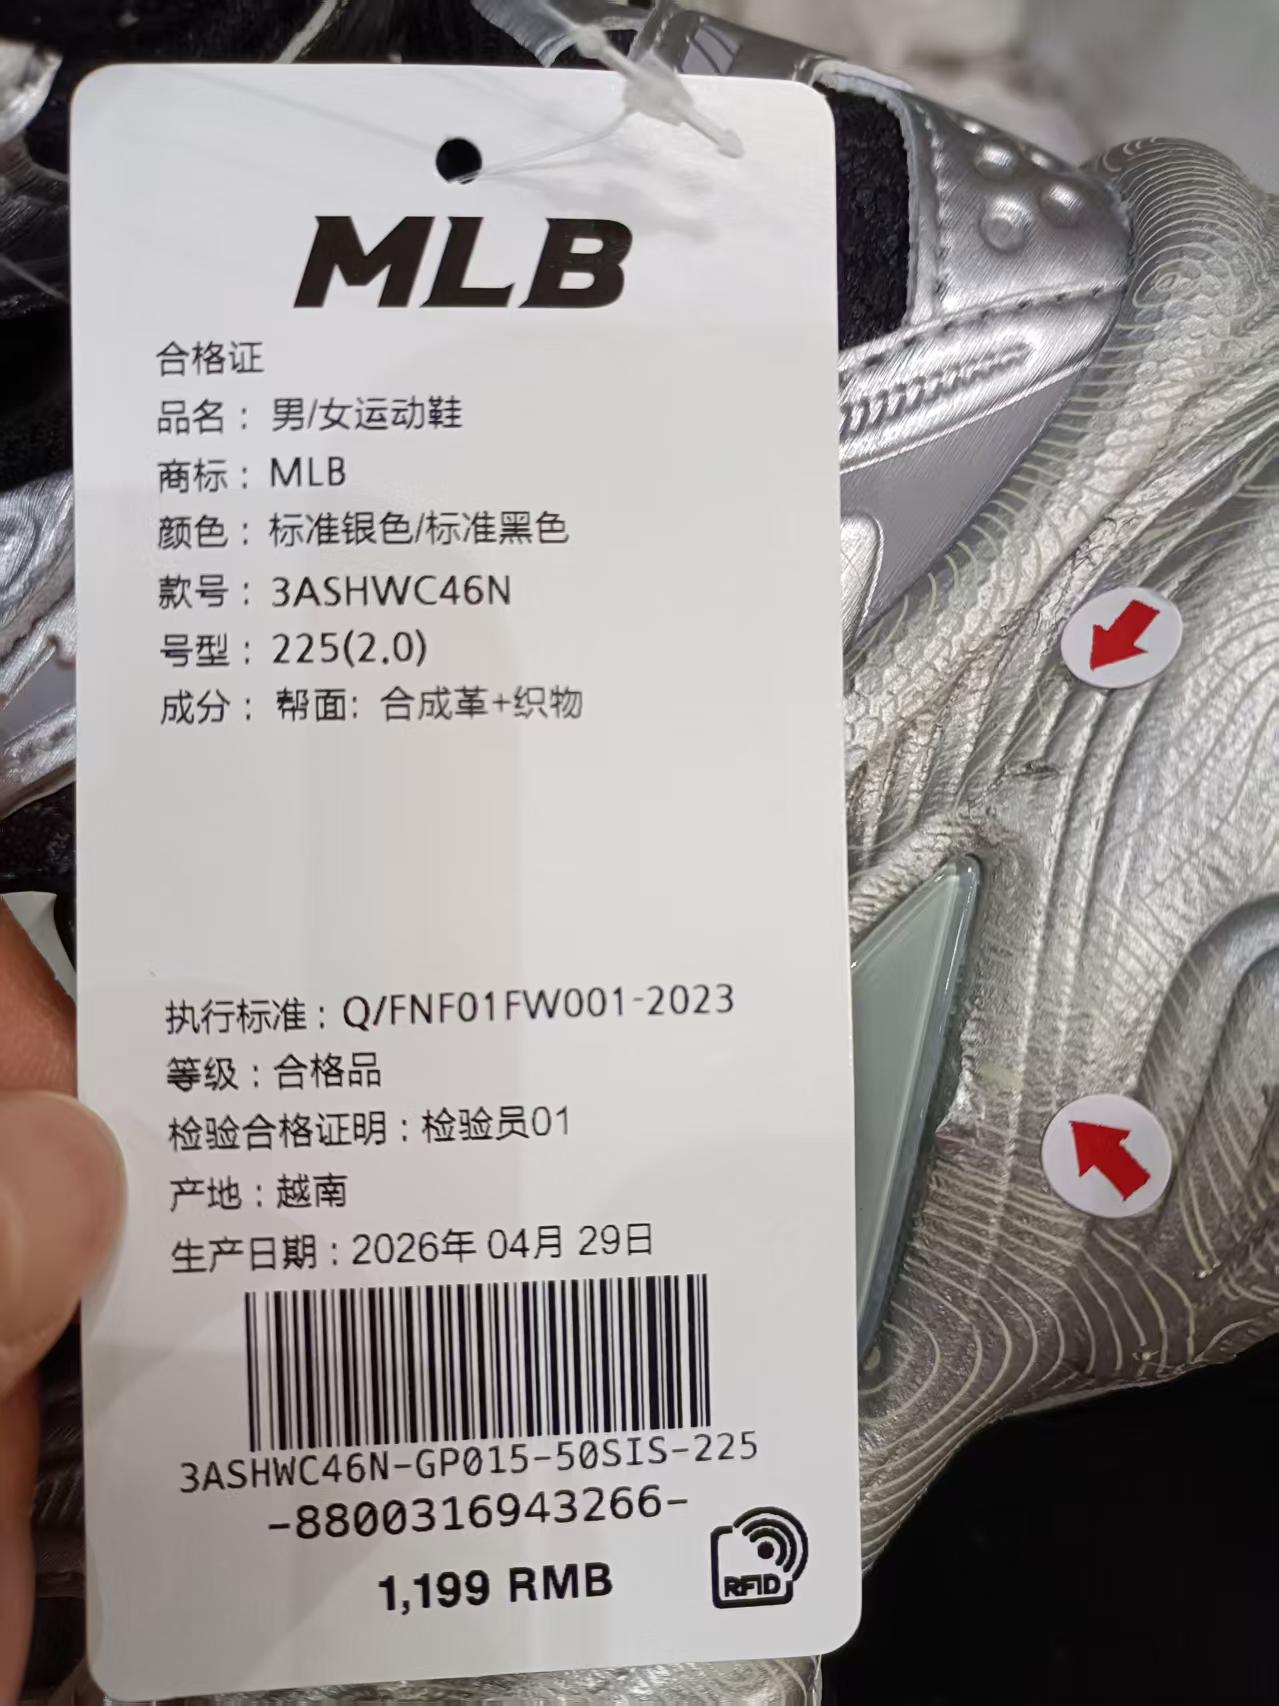 MLB
合格证
品名： 男/女运动鞋
商标： MLB
颜色： 标准银色/标准黑色
款号： 3ASHWC46N
号型： 225(2.0)
成分： 帮面: 合成革+织物
执行标准：Q/FNF01FW001-2023
等级：合格品
检验合格证明：检验员01
产地：越南
生产日期：2026年 04月 29日
3ASHWC46N-GP015-50SIS-225
-8800316943266-
1,199 RMB
RFID